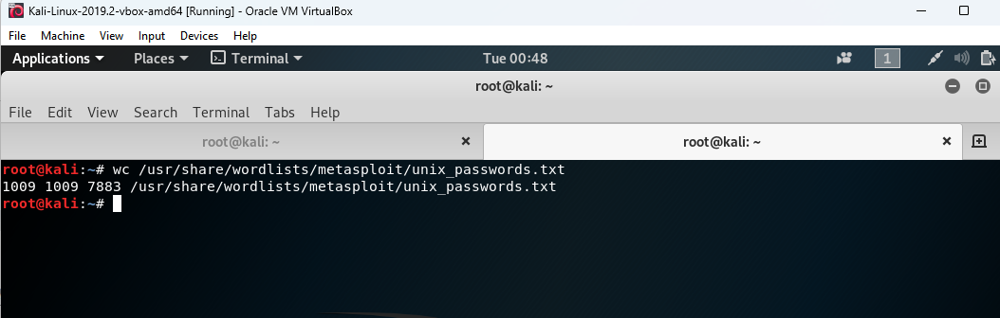 Kali-Linux-2019.2-vbox-amd64 [Running] - Oracle VM VirtualBox
File Machine View Input Devices Help
Applications Places Terminal Tue 00:48 1
root@kali: ~
File Edit View Search Terminal Tabs Help
root@kali: ~ root@kali: ~
root@kali:~# wc /usr/share/wordlists/metasploit/unix_passwords.txt
1009 1009 7883 /usr/share/wordlists/metasploit/unix_passwords.txt
root@kali:~#